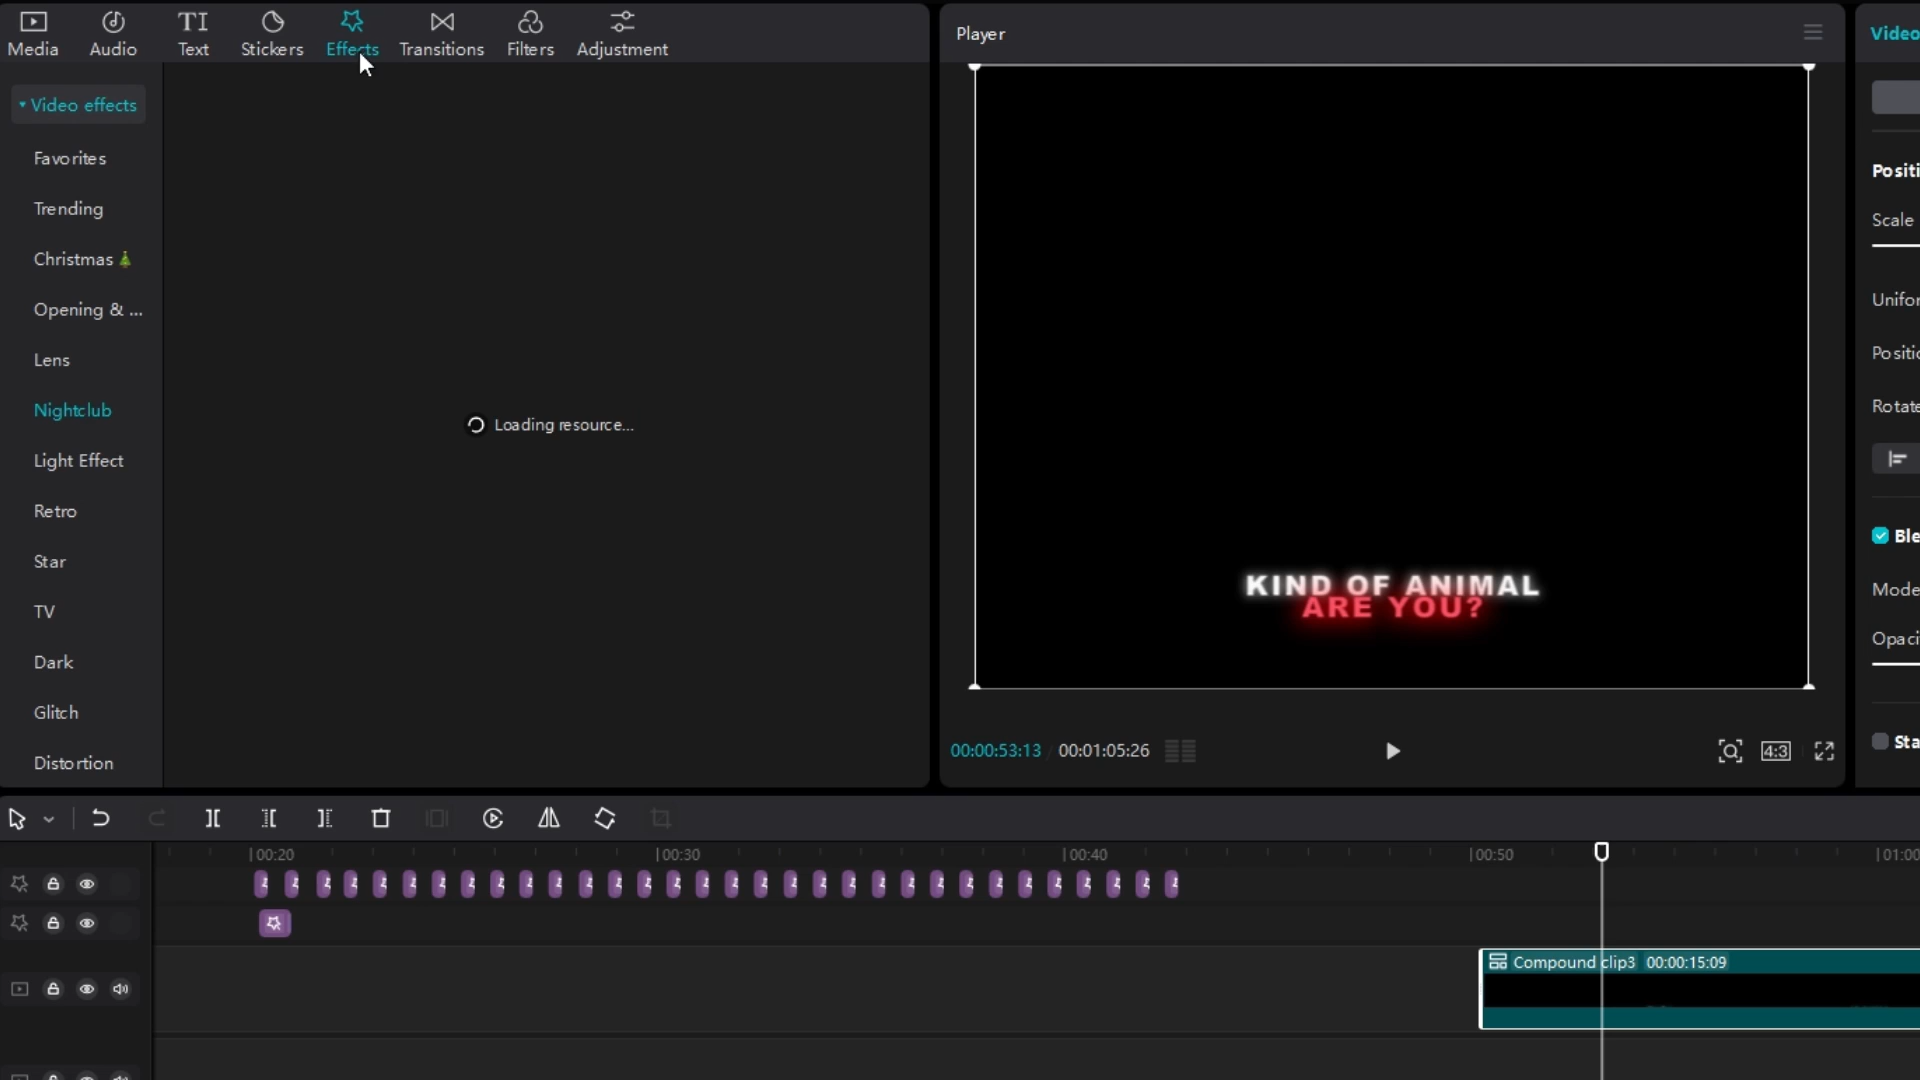 Media Audio Text Stickers Effects Transitions Filters Adjustment
Video effects
Favorites
Trending
Christmas🎄
Opening & ...
Lens
Nightclub
Light Effect
Retro
Star
TV
Dark
Glitch
Distortion
Loading resource...
Player
KIND OF ANIMAL
ARE YOU?
00:00:53:13 00:01:05:26
4:3
Video
Positi
Scale
Unifor
Positio
Rotate
Ble
Mode
Opaci
Sta
00:20 00:30 00:40 00:50 01:00
Compound clip3 00:00:15:09